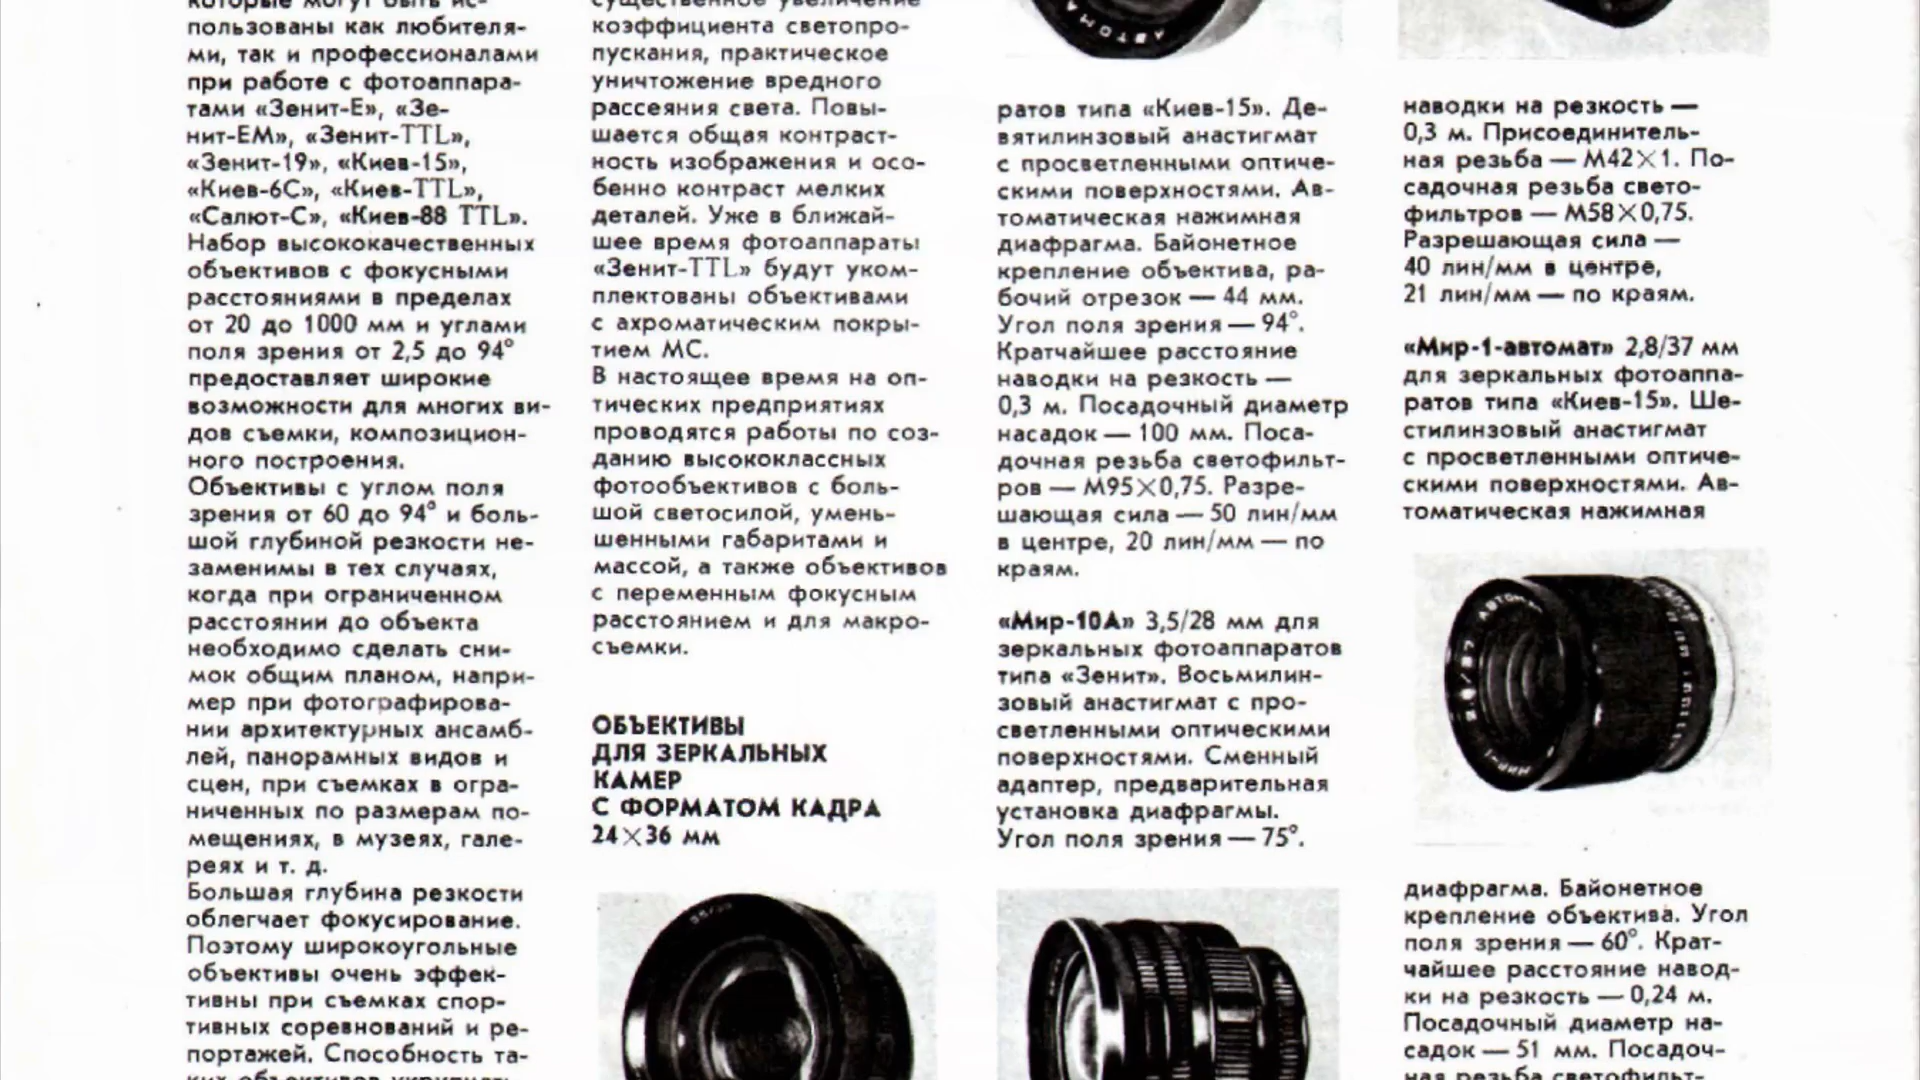 которые могут быть ис-
пользованы как любителя-
ми, так и профессионалами
при работе с фотоаппара-
тами «Зенит-Е», «Зе-
нит-ЕМ», «Зенит-TTL»,
«Зенит-19», «Киев-15»,
«Киев-6С», «Киев-TTL»,
«Салют-С», «Киев-88 TTL».
Набор высококачественных
объективов с фокусными
расстояниями в пределах
от 20 до 1000 мм и углами
поля зрения от 2,5 до 94°
предоставляет широкие
возможности для многих ви-
дов съемки, композицион-
ного построения.
Объективы с углом поля
зрения от 60 до 94° и боль-
шой глубиной резкости не-
заменимы в тех случаях,
когда при ограниченном
расстоянии до объекта
необходимо сделать сни-
мок общим планом, напри-
мер при фотографирова-
нии архитектурных ансамб-
лей, панорамных видов и
сцен, при съемках в огра-
ниченных по размерам по-
мещениях, в музеях, гале-
реях и т. д.
Большая глубина резкости
облегчает фокусирование.
Поэтому широкоугольные
объективы очень эффек-
тивны при съемках спор-
тивных соревнований и ре-
портажей. Способность та-
ких объективов
существенное увеличение
коэффициента светопро-
пускания, практическое
уничтожение вредного
рассеяния света. Повы-
шается общая контраст-
ность изображения и осо-
бенно контраст мелких
деталей. Уже в ближай-
шее время фотоаппараты
«Зенит-TTL» будут уком-
плектованы объективами
с ахроматическим покры-
тием МС.
В настоящее время на оп-
тических предприятиях
проводятся работы по соз-
данию высококлассных
фотообъективов с боль-
шой светосилой, умень-
шенными габаритами и
массой, а также объективов
с переменным фокусным
расстоянием и для макро-
съемки.
ОБЪЕКТИВЫ
ДЛЯ ЗЕРКАЛЬНЫХ
КАМЕР
С ФОРМАТОМ КАДРА
24×36 мм
АВТОМА
ратов типа «Киев-15». Де-
вятилинзовый анастигмат
с просветленными оптиче-
скими поверхностями. Ав-
томатическая нажимная
диафрагма. Байонетное
крепление объектива, ра-
бочий отрезок — 44 мм.
Угол поля зрения — 94°.
Кратчайшее расстояние
наводки на резкость —
0,3 м. Посадочный диаметр
насадок — 100 мм. Поса-
дочная резьба светофильт-
ров — М95×0,75. Разре-
шающая сила — 50 лин/мм
в центре, 20 лин/мм — по
краям.
«Мир-10А» 3,5/28 мм для
зеркальных фотоаппаратов
типа «Зенит». Восьмилин-
зовый анастигмат с про-
светленными оптическими
поверхностями. Сменный
адаптер, предварительная
установка диафрагмы.
Угол поля зрения — 75°.
наводки на резкость —
0,3 м. Присоединитель-
ная резьба — М42×1. По-
садочная резьба свето-
фильтров — М58×0,75.
Разрешающая сила —
40 лин/мм в центре,
21 лин/мм — по краям.
«Мир-1-автомат» 2,8/37 мм
для зеркальных фотоаппа-
ратов типа «Киев-15». Ше-
стилинзовый анастигмат
с просветленными оптиче-
скими поверхностями. Ав-
томатическая нажимная
МИР-1 2.8/37 АВТОМАТ
диафрагма. Байонетное
крепление объектива. Угол
поля зрения — 60°. Крат-
чайшее расстояние навод-
ки на резкость — 0,24 м.
Посадочный диаметр на-
садок — 51 мм. Посадоч-
ная резьба светофильт-